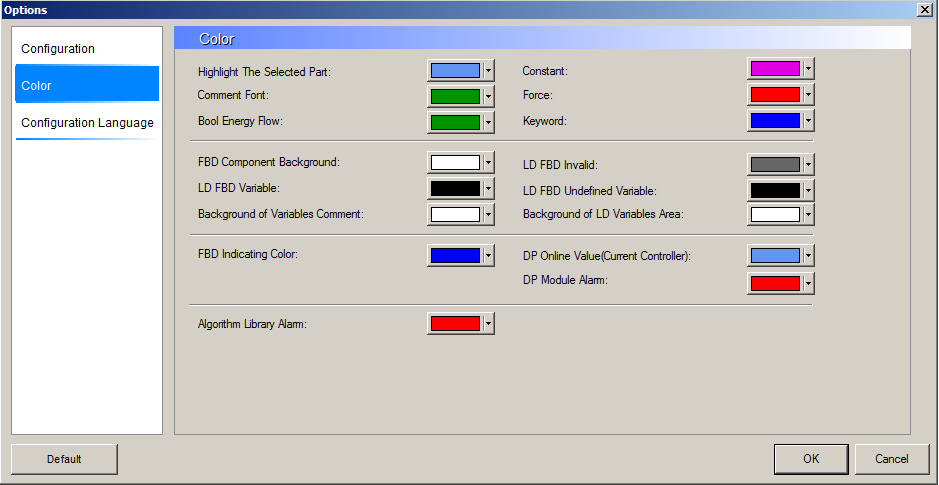 Options
Configuration
Color
Configuration Language
Color
Highlight The Selected Part:
Constant:
Comment Font:
Force:
Bool Energy Flow:
Keyword:
FBD Component Background:
LD FBD Invalid:
LD FBD Variable:
LD FBD Undefined Variable:
Background of Variables Comment:
Background of LD Variables Area:
FBD Indicating Color:
DP Online Value(Current Controller):
DP Module Alarm:
Algorithm Library Alarm:
Default
OK
Cancel